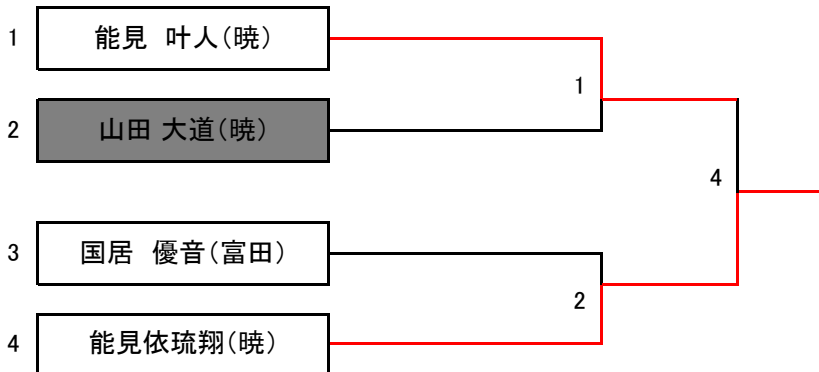 1 能見 叶人(暁)
1
2 山田 大道(暁)
4
3 国居 優音(富田)
2
4 能見依琉翔(暁)